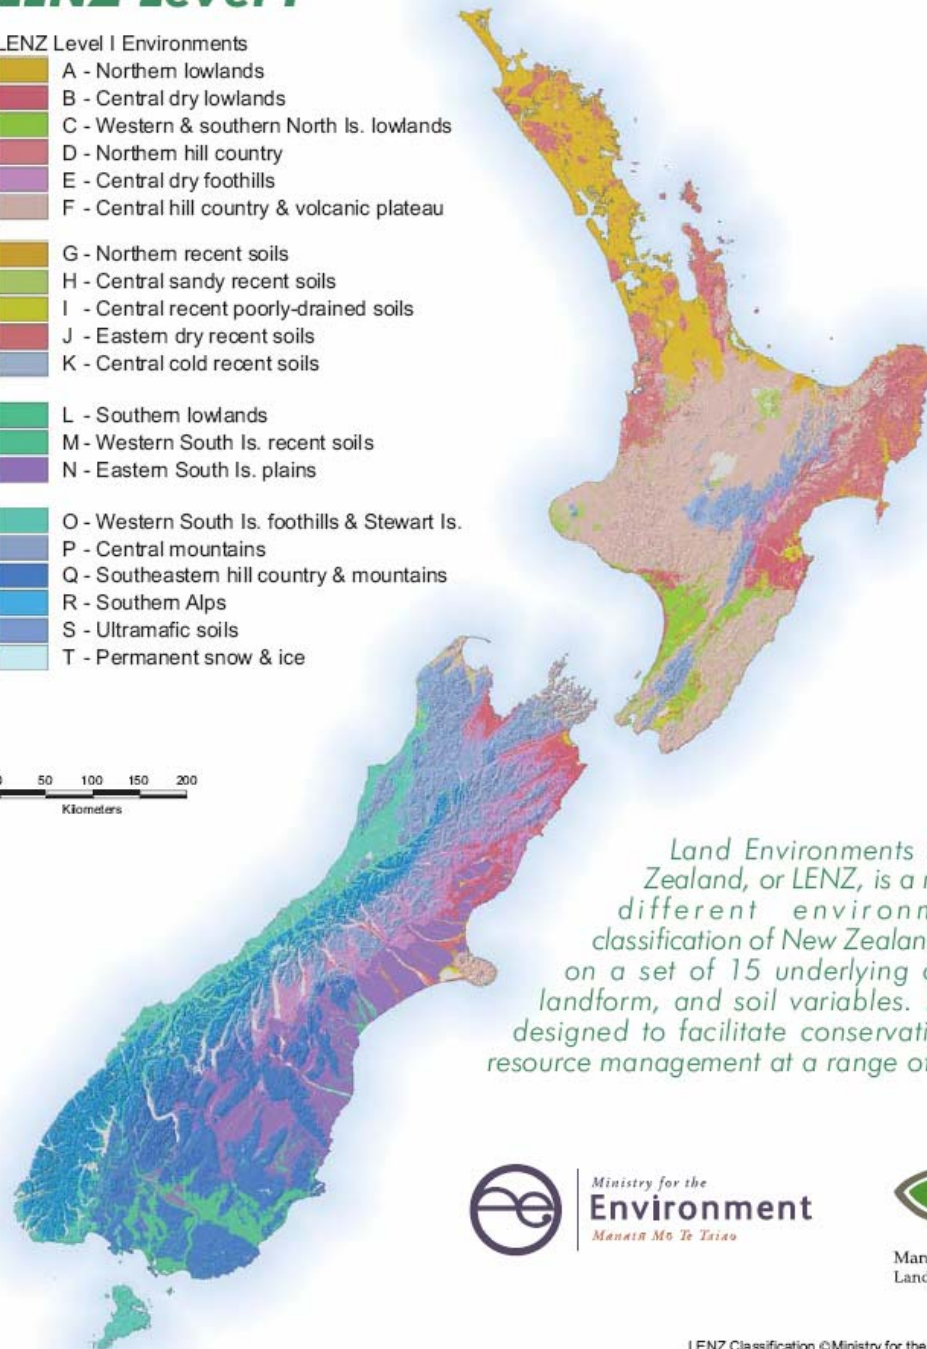 LENZ Level I
LENZ Level I Environments
A - Northern lowlands
B - Central dry lowlands
C - Western & southern North Is. lowlands
D - Northern hill country
E - Central dry foothills
F - Central hill country & volcanic plateau
G - Northern recent soils
H - Central sandy recent soils
I - Central recent poorly-drained soils
J - Eastern dry recent soils
K - Central cold recent soils
L - Southern lowlands
M - Western South Is. recent soils
N - Eastern South Is. plains
O - Western South Is. foothills & Stewart Is.
P - Central mountains
Q - Southeastern hill country & mountains
R - Southern Alps
S - Ultramafic soils
T - Permanent snow & ice
50 100 150 200
Kilometers
Land Environments
Zealand, or LENZ, is a
different environm
classification of New Zealan
on a set of 15 underlying
landform, and soil variables.
designed to facilitate conservati
resource management at a range of
Ministry for the
Environment
Manatū Mō Te Taiao
Man
Land
LENZ Classification © Ministry for the